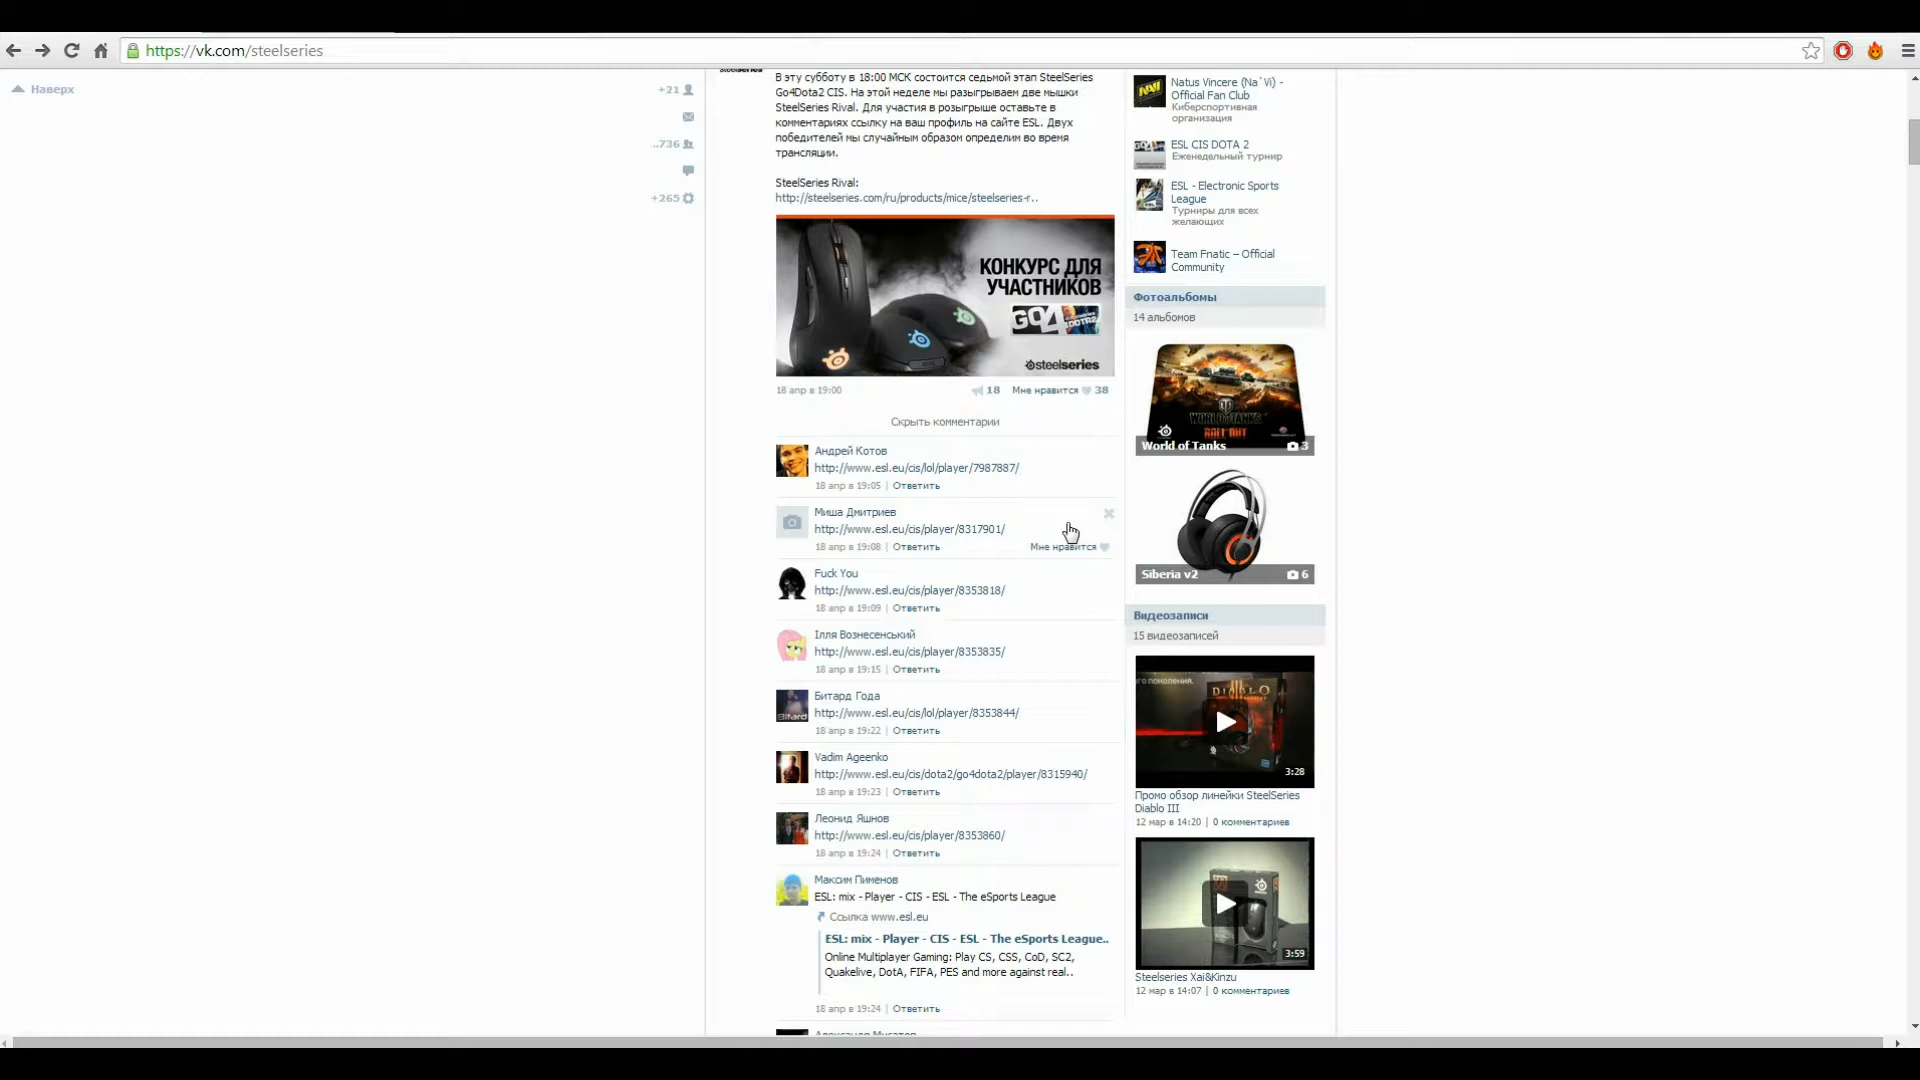 https://vk.com/steelseries
Наверх
+21
..736
+265
В эту субботу в 18:00 МСК состоится седьмой этап SteelSeries
Go4Dota2 CIS. На этой неделе мы разыгрываем две мышки
SteelSeries Rival. Для участия в розыгрыше оставьте в
комментариях ссылку на ваш профиль на сайте ESL. Двух
победителей мы случайным образом определим во время
трансляции.
SteelSeries Rival:
http://steelseries.com/ru/products/mice/steelseries-r..
КОНКУРС ДЛЯ
УЧАСТНИКОВ
GO4
DOTA2
steelseries
18 апр в 19:00
18
Мне нравится
38
Скрыть комментарии
Андрей Котов
http://www.esl.eu/cis/lol/player/7987887/
18 апр в 19:05 | Ответить
Миша Дмитриев
http://www.esl.eu/cis/player/8317901/
18 апр в 19:08 | Ответить
Мне нравится
Fuck You
http://www.esl.eu/cis/player/8353818/
18 апр в 19:09 | Ответить
Ілля Вознесенський
http://www.esl.eu/cis/player/8353835/
18 апр в 19:15 | Ответить
Битард Года
http://www.esl.eu/cis/lol/player/8353844/
18 апр в 19:22 | Ответить
Vadim Ageenko
http://www.esl.eu/cis/dota2/go4dota2/player/8315940/
18 апр в 19:23 | Ответить
Леонид Яшнов
http://www.esl.eu/cis/player/8353860/
18 апр в 19:24 | Ответить
Максим Пименов
ESL: mix - Player - CIS - ESL - The eSports League
Ссылка www.esl.eu
ESL: mix - Player - CIS - ESL - The eSports League..
Online Multiplayer Gaming: Play CS, CSS, CoD, SC2,
Quakelive, DotA, FIFA, PES and more against real..
18 апр в 19:24 | Ответить
Natus Vincere (Na`Vi) -
Official Fan Club
Киберспортивная
организация
ESL CIS DOTA 2
Еженедельный турнир
ESL - Electronic Sports
League
Турниры для всех
желающих
Team Fnatic – Official
Community
Фотоальбомы
14 альбомов
WORLD OF TANKS
ROLL OUT
World of Tanks
3
Siberia v2
6
Видеозаписи
15 видеозаписей
DIABLO
3:28
Промо обзор линейки SteelSeries
Diablo III
12 мар в 14:20 | 0 комментариев
3:59
Steelseries Xai&Kinzu
12 мар в 14:07 | 0 комментариев